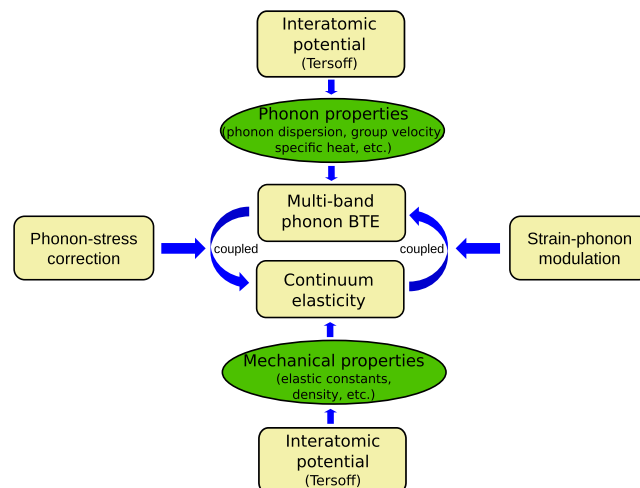 Interatomic
potential
(Tersoff)
Phonon properties
(phonon dispersion, group velocity
specific heat, etc.)
Multi-band
phonon BTE
Phonon-stress
correction
coupled
coupled
Strain-phonon
modulation
Continuum
elasticity
Mechanical properties
(elastic constants,
density, etc.)
Interatomic
potential
(Tersoff)